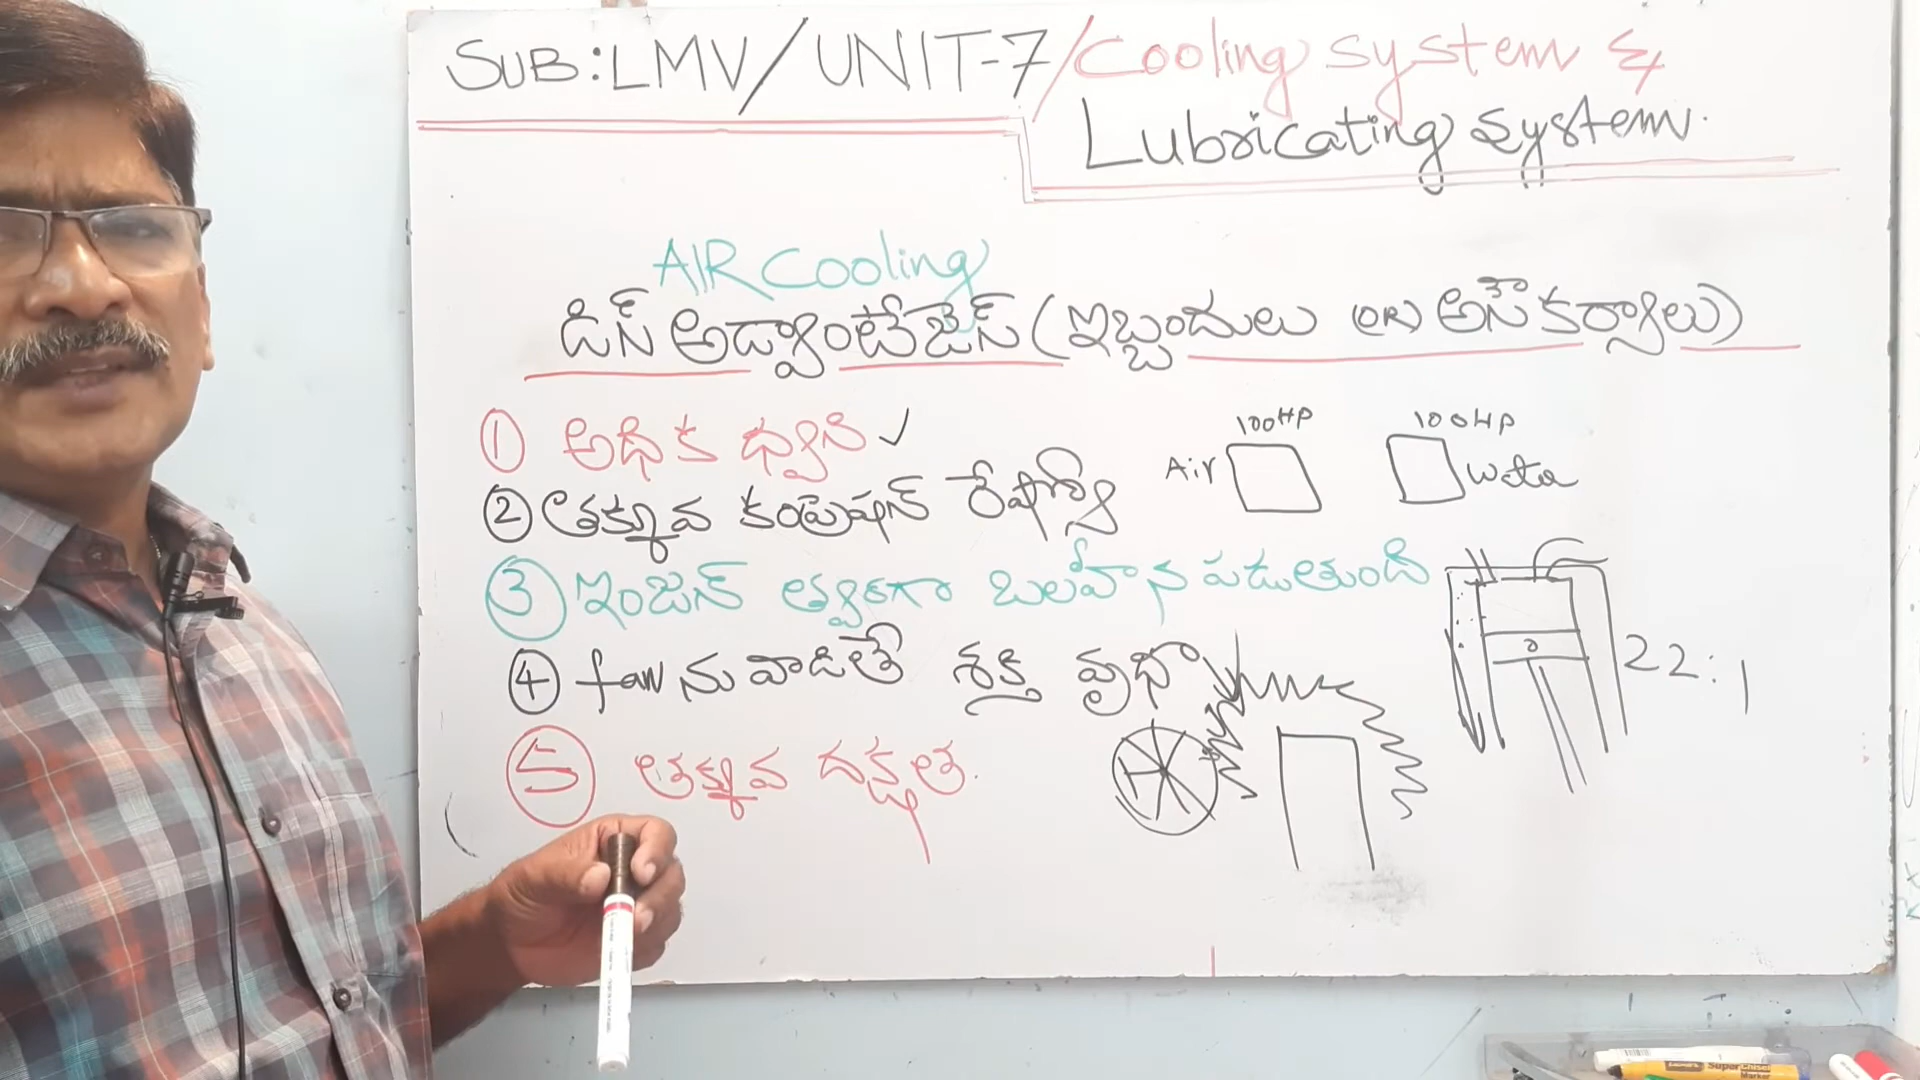 SUB:LMV/UNIT-7/Cooling system &
Lubricating system.
AIR Cooling
డిస్ అడ్వాంటేజెస్ (ఇబ్బందులు (OR) అసౌకర్యాలు)
① అధిక ధ్వని ✓
100HP 100HP
Air
② తక్కువ కంప్రెషన్ రేషియో
③ ఇంజన్ త్వరగా బలహీన పడుతుంది
④ fan ను వాడితే శక్తి వృధా
22:1
⑤ తక్కువ దక్షత.